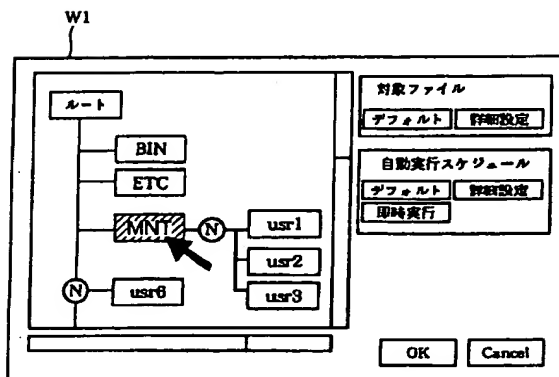 W1
ルート
BIN
ETC
MNT
N
usr1
usr2
usr3
N
usr6
対象ファイル
デフォルト 詳細設定
自動実行スケジュール
デフォルト 詳細設定
即時実行
OK Cancel